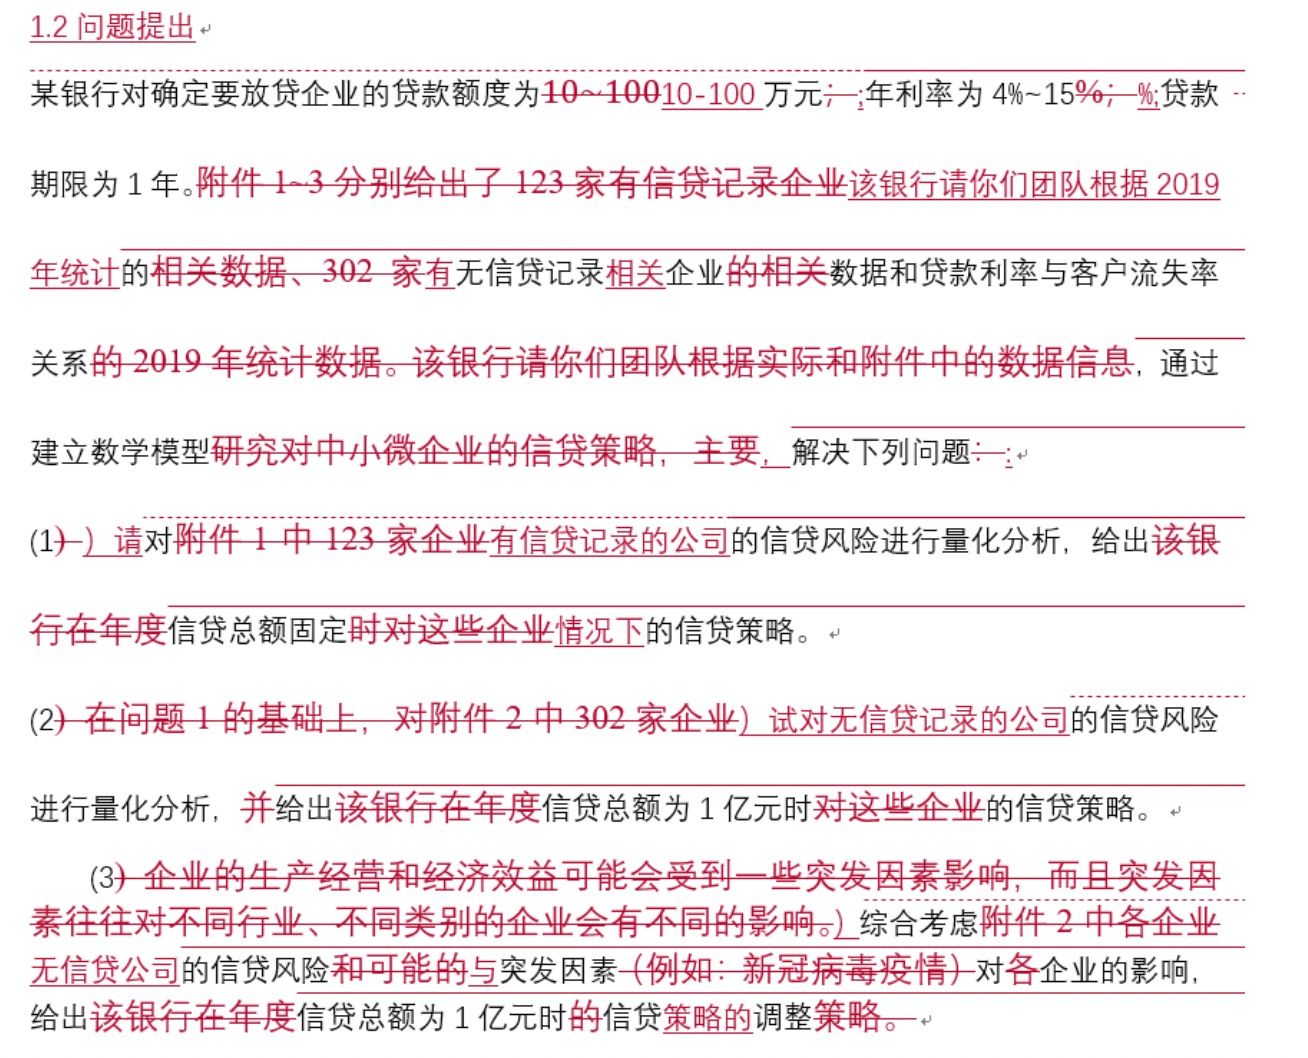 1.2 问题提出
某银行对确定要放贷企业的贷款额度为10~10010-100 万元；;年利率为 4%~15%；%;贷款
期限为 1 年。附件 1~3 分别给出了 123 家有信贷记录企业该银行请你们团队根据 2019
年统计的相关数据、302 家有无信贷记录相关企业的相关数据和贷款利率与客户流失率
关系的 2019 年统计数据。该银行请你们团队根据实际和附件中的数据信息，通过
建立数学模型研究对中小微企业的信贷策略，主要，解决下列问题：:
(1)）请对附件 1 中 123 家企业有信贷记录的公司的信贷风险进行量化分析，给出该银
行在年度信贷总额固定时对这些企业情况下的信贷策略。
(2) 在问题 1 的基础上，对附件 2 中 302 家企业）试对无信贷记录的公司的信贷风险
进行量化分析，并给出该银行在年度信贷总额为 1 亿元时对这些企业的信贷策略。
(3) 企业的生产经营和经济效益可能会受到一些突发因素影响，而且突发因
素往往对不同行业、不同类别的企业会有不同的影响。）综合考虑附件 2 中各企业
无信贷公司的信贷风险和可能的与突发因素（例如：新冠病毒疫情）对各企业的影响，
给出该银行在年度信贷总额为 1 亿元时的信贷策略的调整策略。